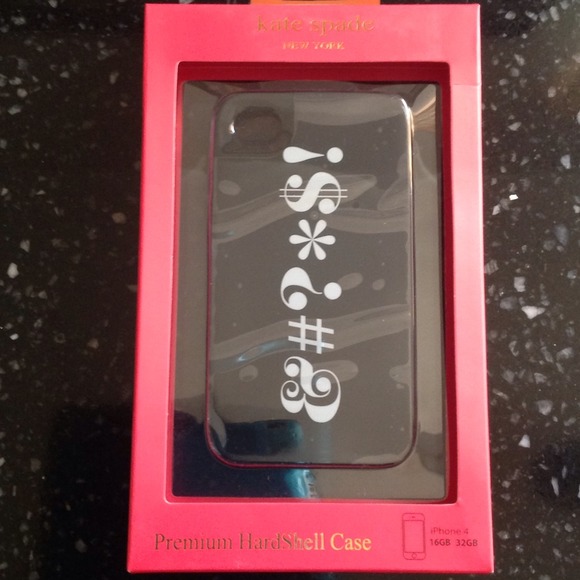 kate spade
NEW YORK
&#?*$!
Premium HardShell Case
iPhone 4
16GB 32GB